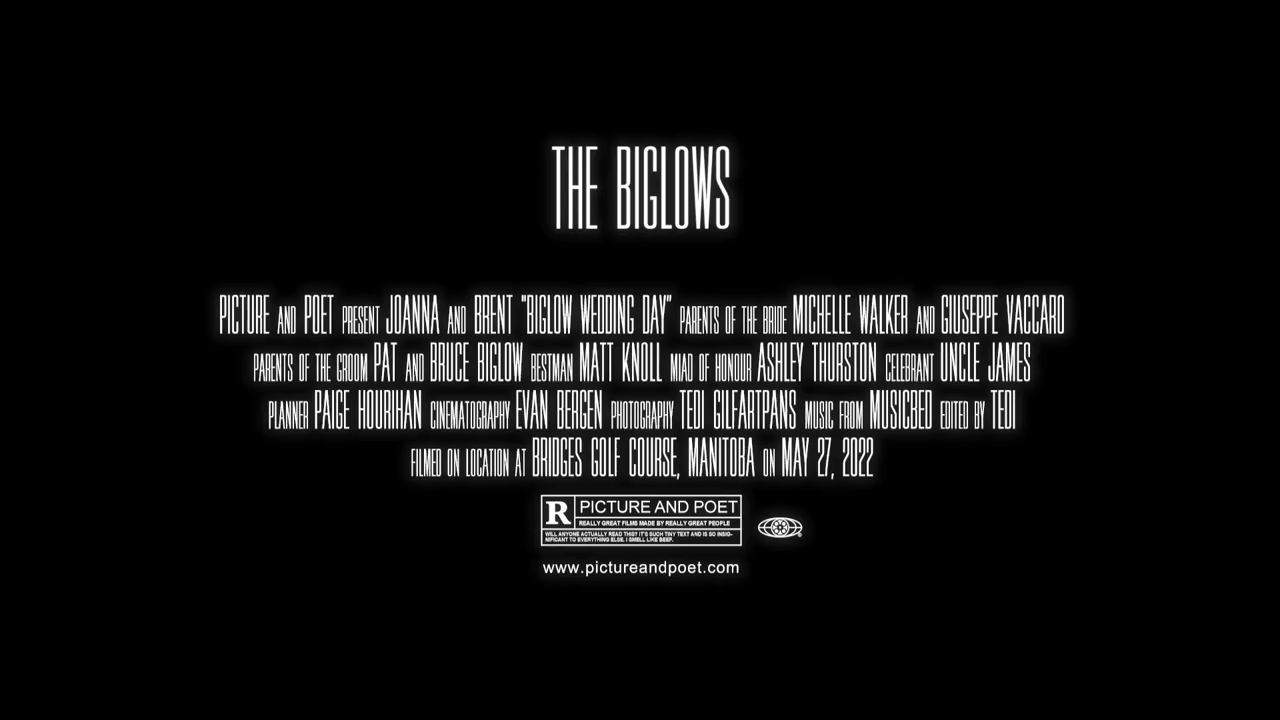 THE BIGLOWS
PICTURE AND POET PRESENT JOANNA AND BRENT "BIGLOW WEDDING DAY" PARENTS OF THE BRIDE MICHELLE WALKER AND GIUSEPPE VACCARO
PARENTS OF THE GROOM PAT AND BRUCE BIGLOW BESTMAN MATT KNOLL MIAD OF HONOUR ASHLEY THURSTON CELEBRANT UNCLE JAMES
PLANNER PAIGE HOURIHAN CINEMATOGRAPHY EVAN BERGEN PHOTOGRAPHY TEDI GILFARTPANS MUSIC FROM MUSICBED EDITED BY TEDI
FILMED ON LOCATION AT BRIDGES GOLF COURSE, MANITOBA ON MAY 27, 2022
R PICTURE AND POET
REALLY GREAT FILMS MADE BY REALLY GREAT PEOPLE
WILL ANYONE ACTUALLY READ THIS? IT'S SUCH TINY TEXT AND IS SO INSIG-
NIFICANT TO EVERYTHING ELSE. I SMELL LIKE BEEF.
www.pictureandpoet.com